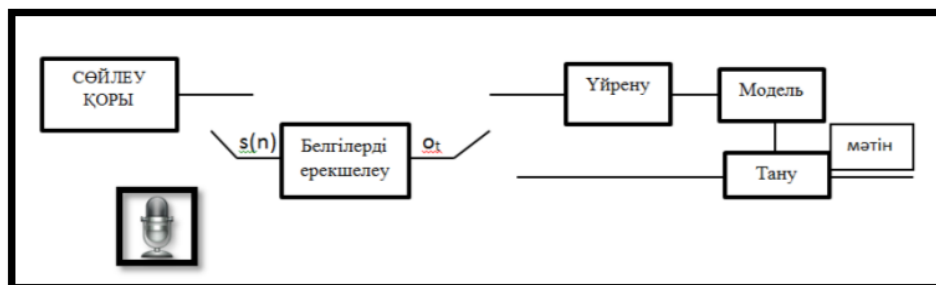 СӨЙЛЕУ
ҚОРЫ
s(n)
Белгілерді
ерекшелеу
ot
Үйрену
Модель
мәтін
Тану